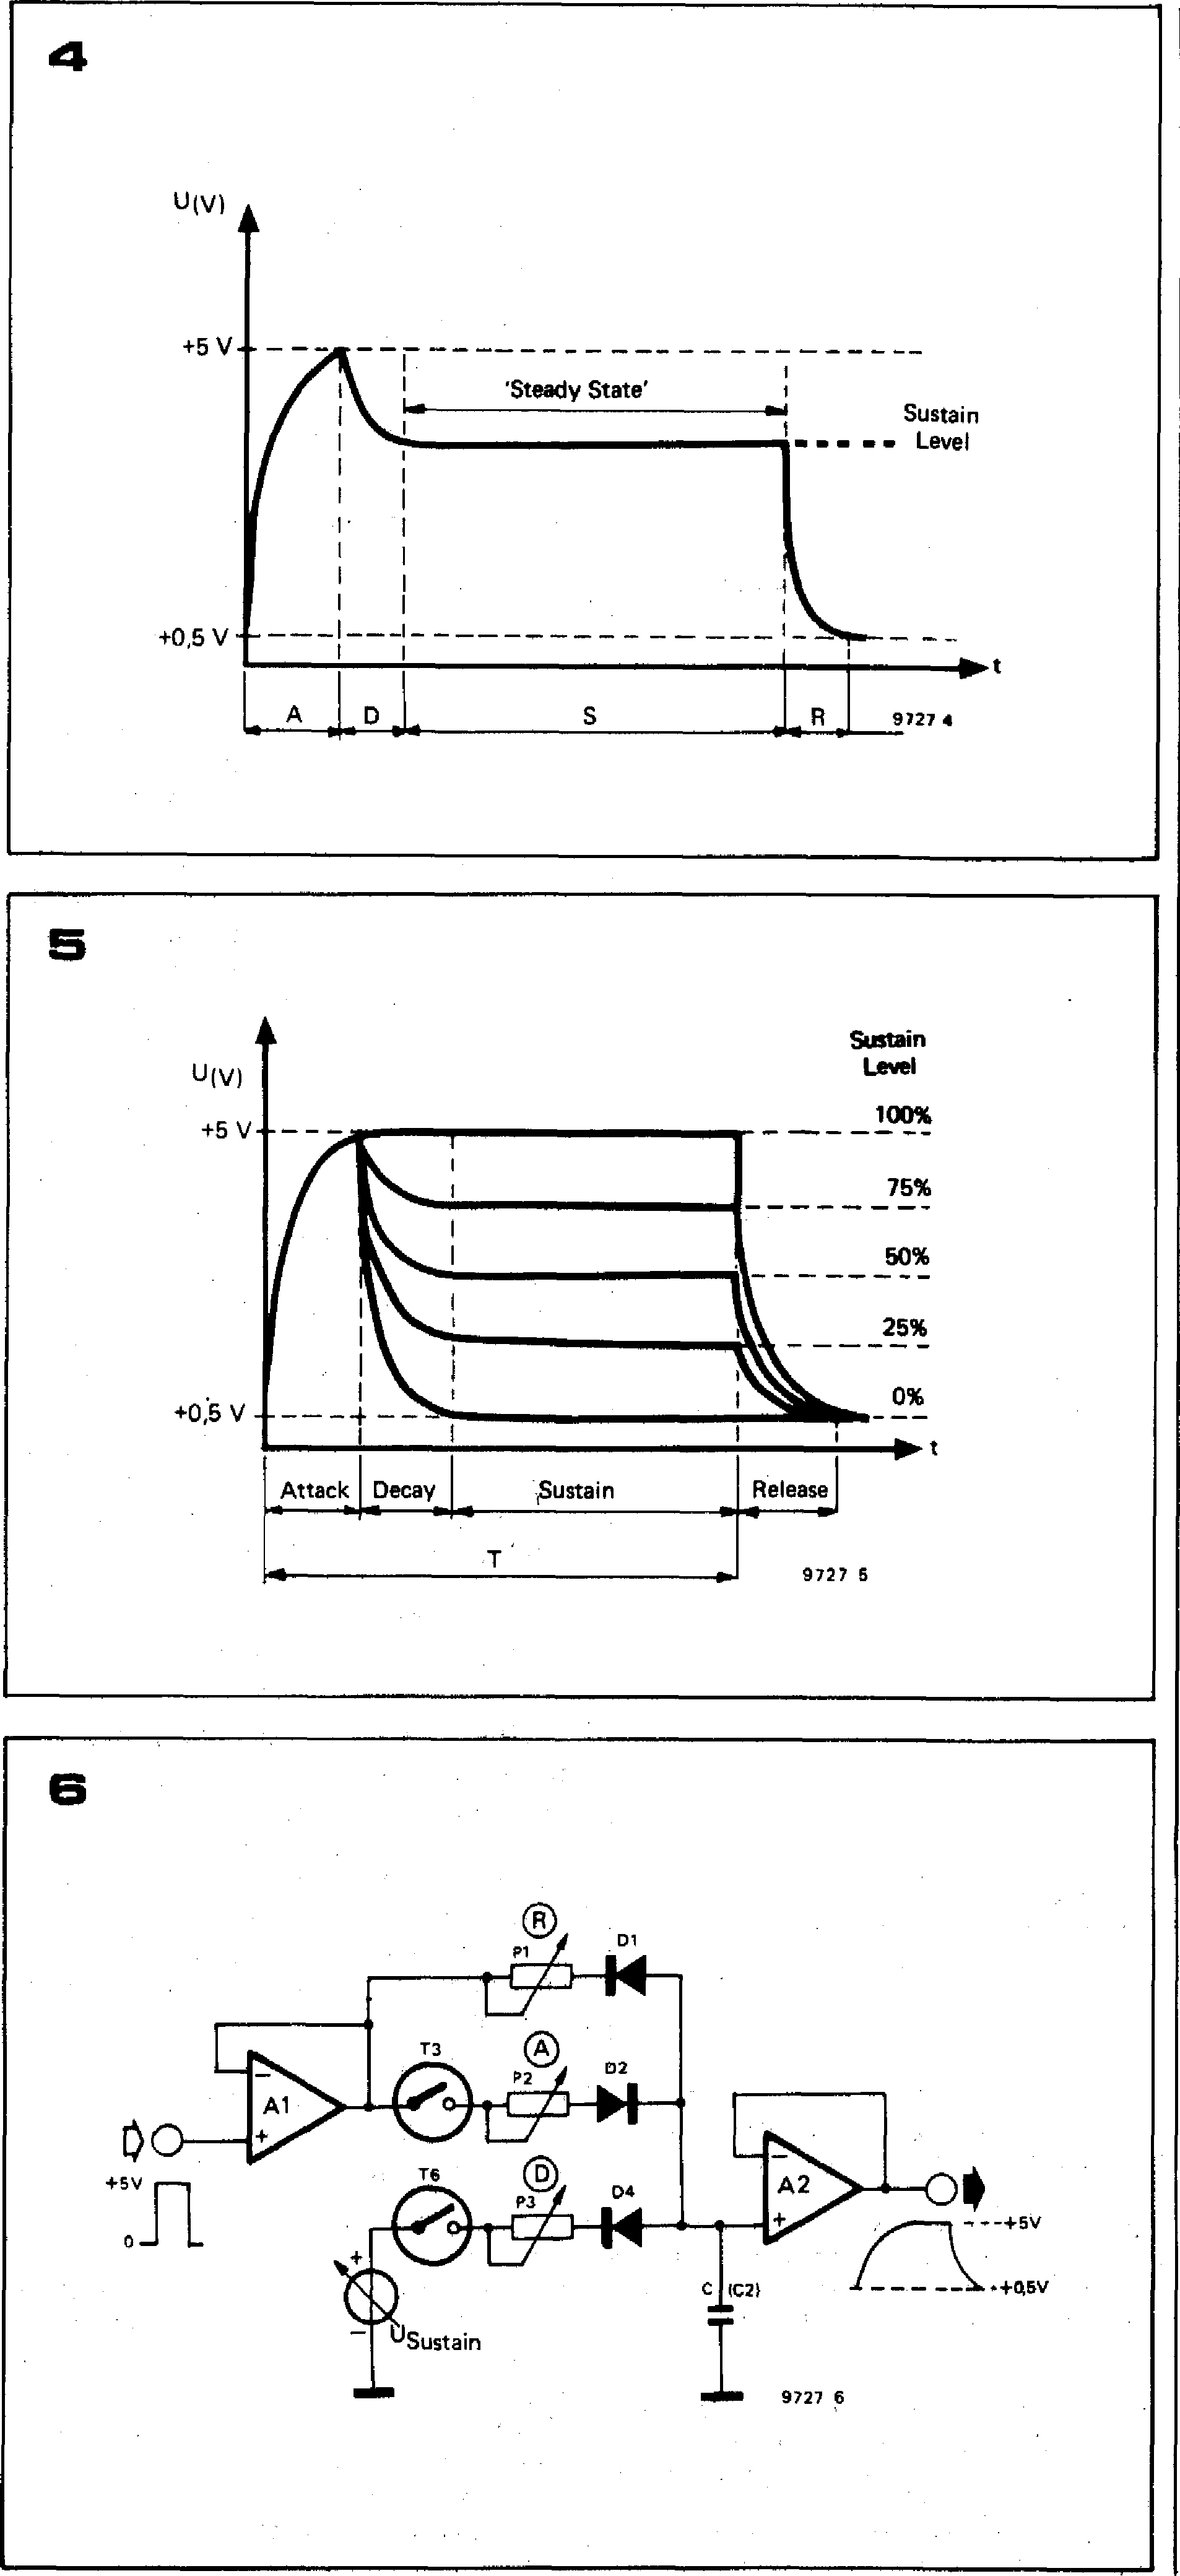 4
U(V)
+5 V
'Steady State'
Sustain
Level
+0,5 V
t
A D S R
9727 4
5
U(V)
Sustain
Level
+5 V
100%
75%
50%
25%
0%
+0,5 V
t
Attack Decay Sustain Release
T
9727 5
6
R
P1 D1
T3 A
P2 D2
A1
−
+
+5V
0
T6 D
P3 D4
A2
−
+
+5V
+0,5V
+
−
USustain
C (C2)
9727 6